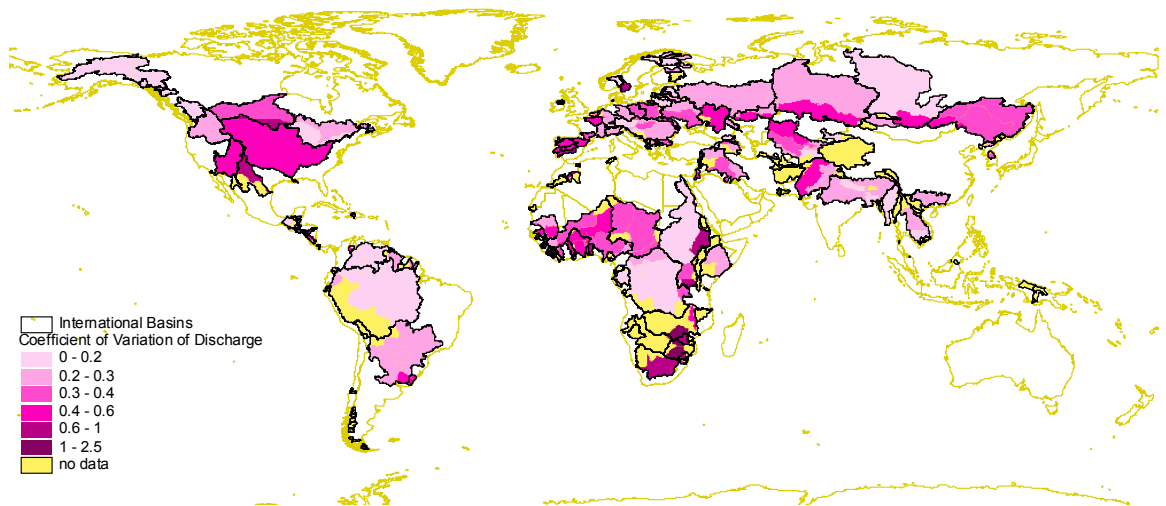 International Basins
Coefficient of Variation of Discharge
0 - 0.2
0.2 - 0.3
0.3 - 0.4
0.4 - 0.6
0.6 - 1
1 - 2.5
no data